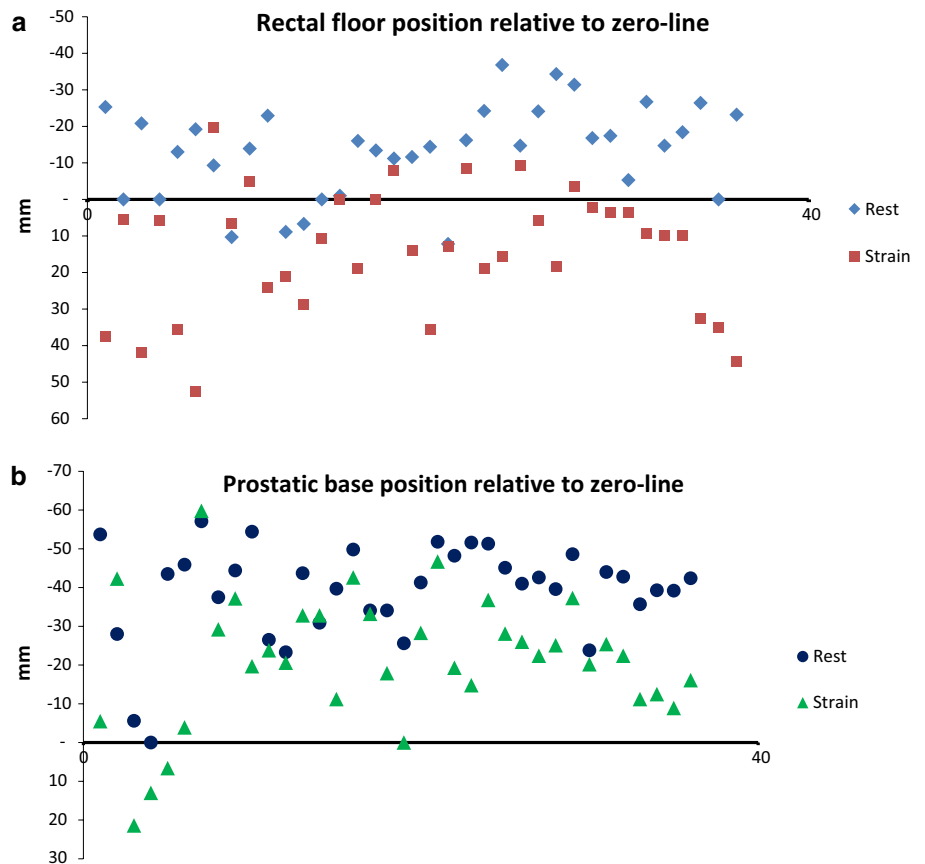 a
Rectal floor position relative to zero-line
-50
-40
-30
-20
-10
-
10
20
30
40
50
60
mm
0
40
Rest
Strain
b
Prostatic base position relative to zero-line
-70
-60
-50
-40
-30
-20
-10
-
10
20
30
mm
0
40
Rest
Strain